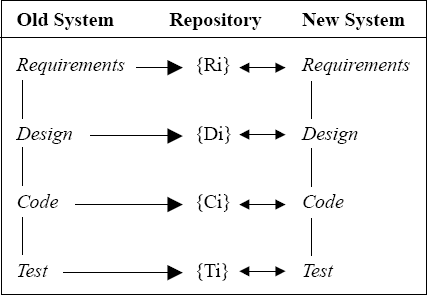 Old System Repository New System
Requirements {Ri} Requirements
Design {Di} Design
Code {Ci} Code
Test {Ti} Test